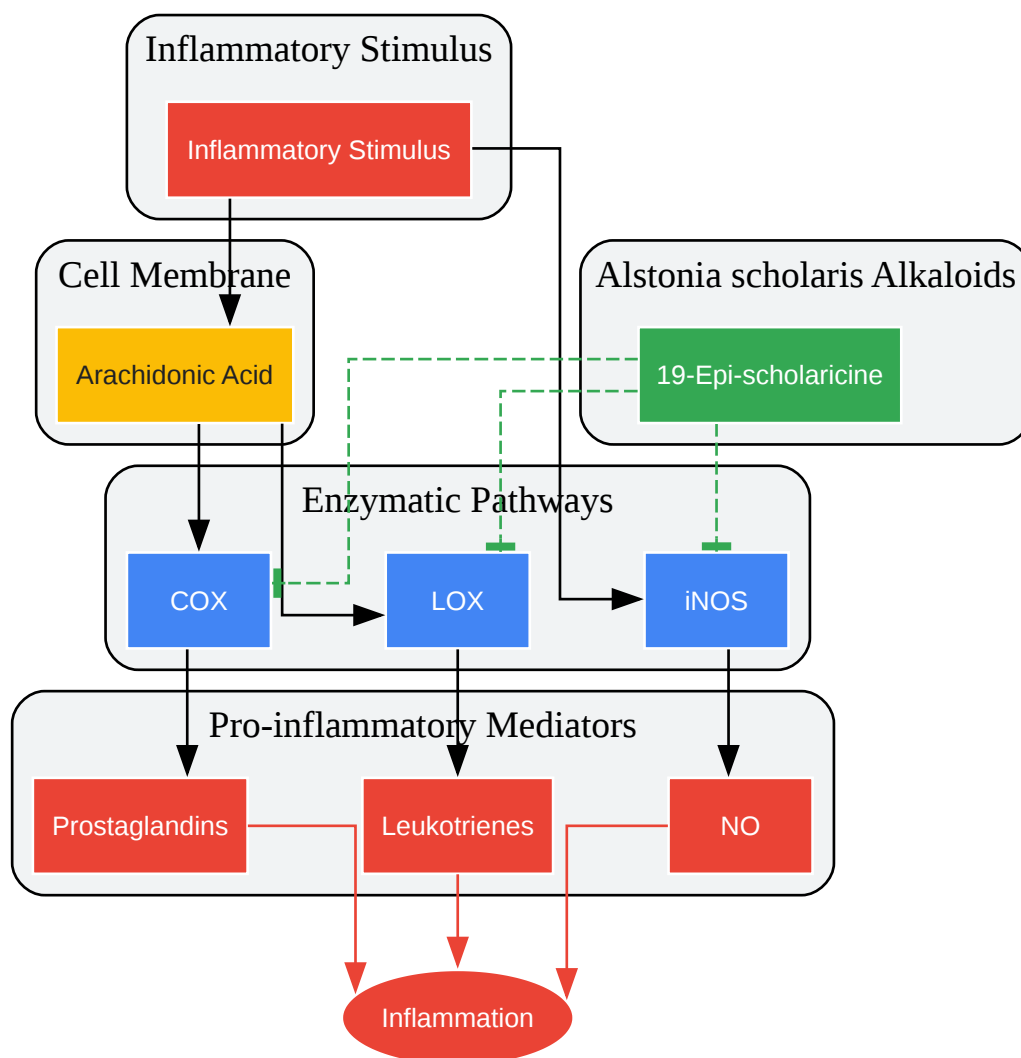 Inflammatory Stimulus
Inflammatory Stimulus
Cell Membrane
Alstonia scholaris Alkaloids
Arachidonic Acid
19-Epi-scholaricine
Enzymatic Pathways
COX
LOX
iNOS
Pro-inflammatory Mediators
Prostaglandins
Leukotrienes
NO
Inflammation